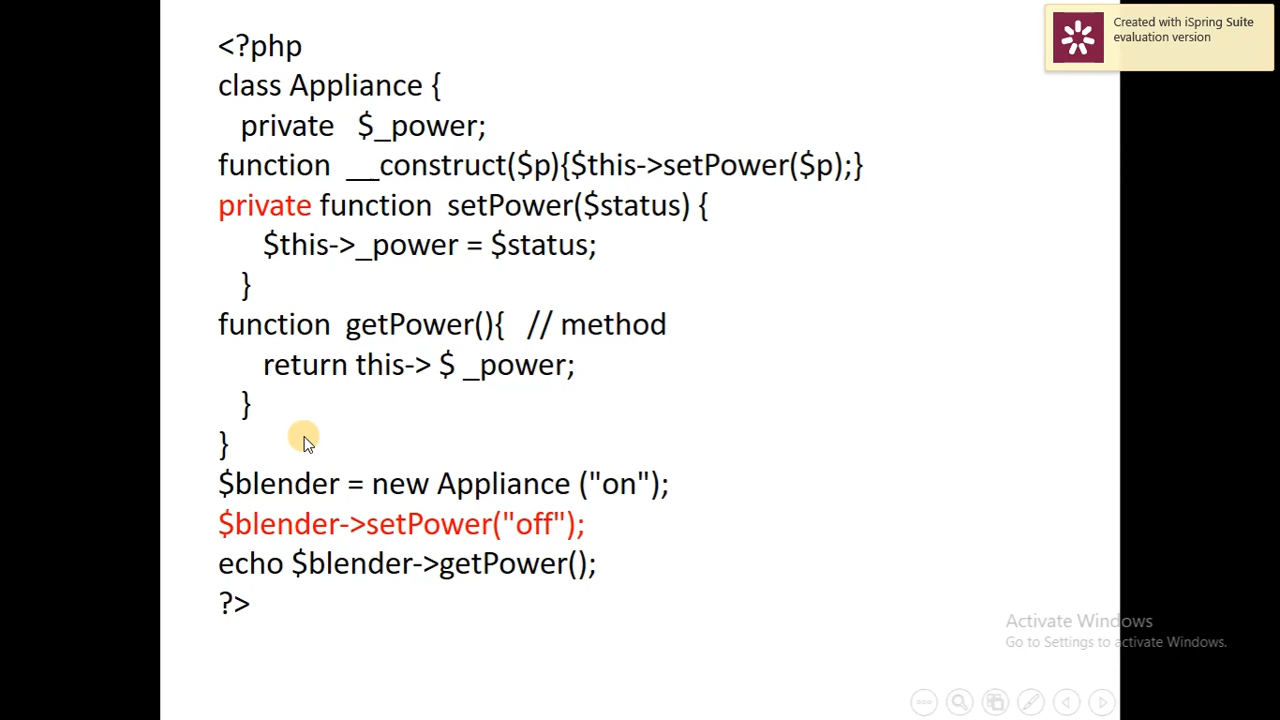 <?php
class Appliance {
private $_power;
function __construct($p){$this->setPower($p);}
private function setPower($status) {
$this->_power = $status;
}
function getPower(){ // method
return this-> $ _power;
}
}
$blender = new Appliance ("on");
$blender->setPower("off");
echo $blender->getPower();
?>
Created with iSpring Suite
evaluation version
Activate Windows
Go to Settings to activate Windows.